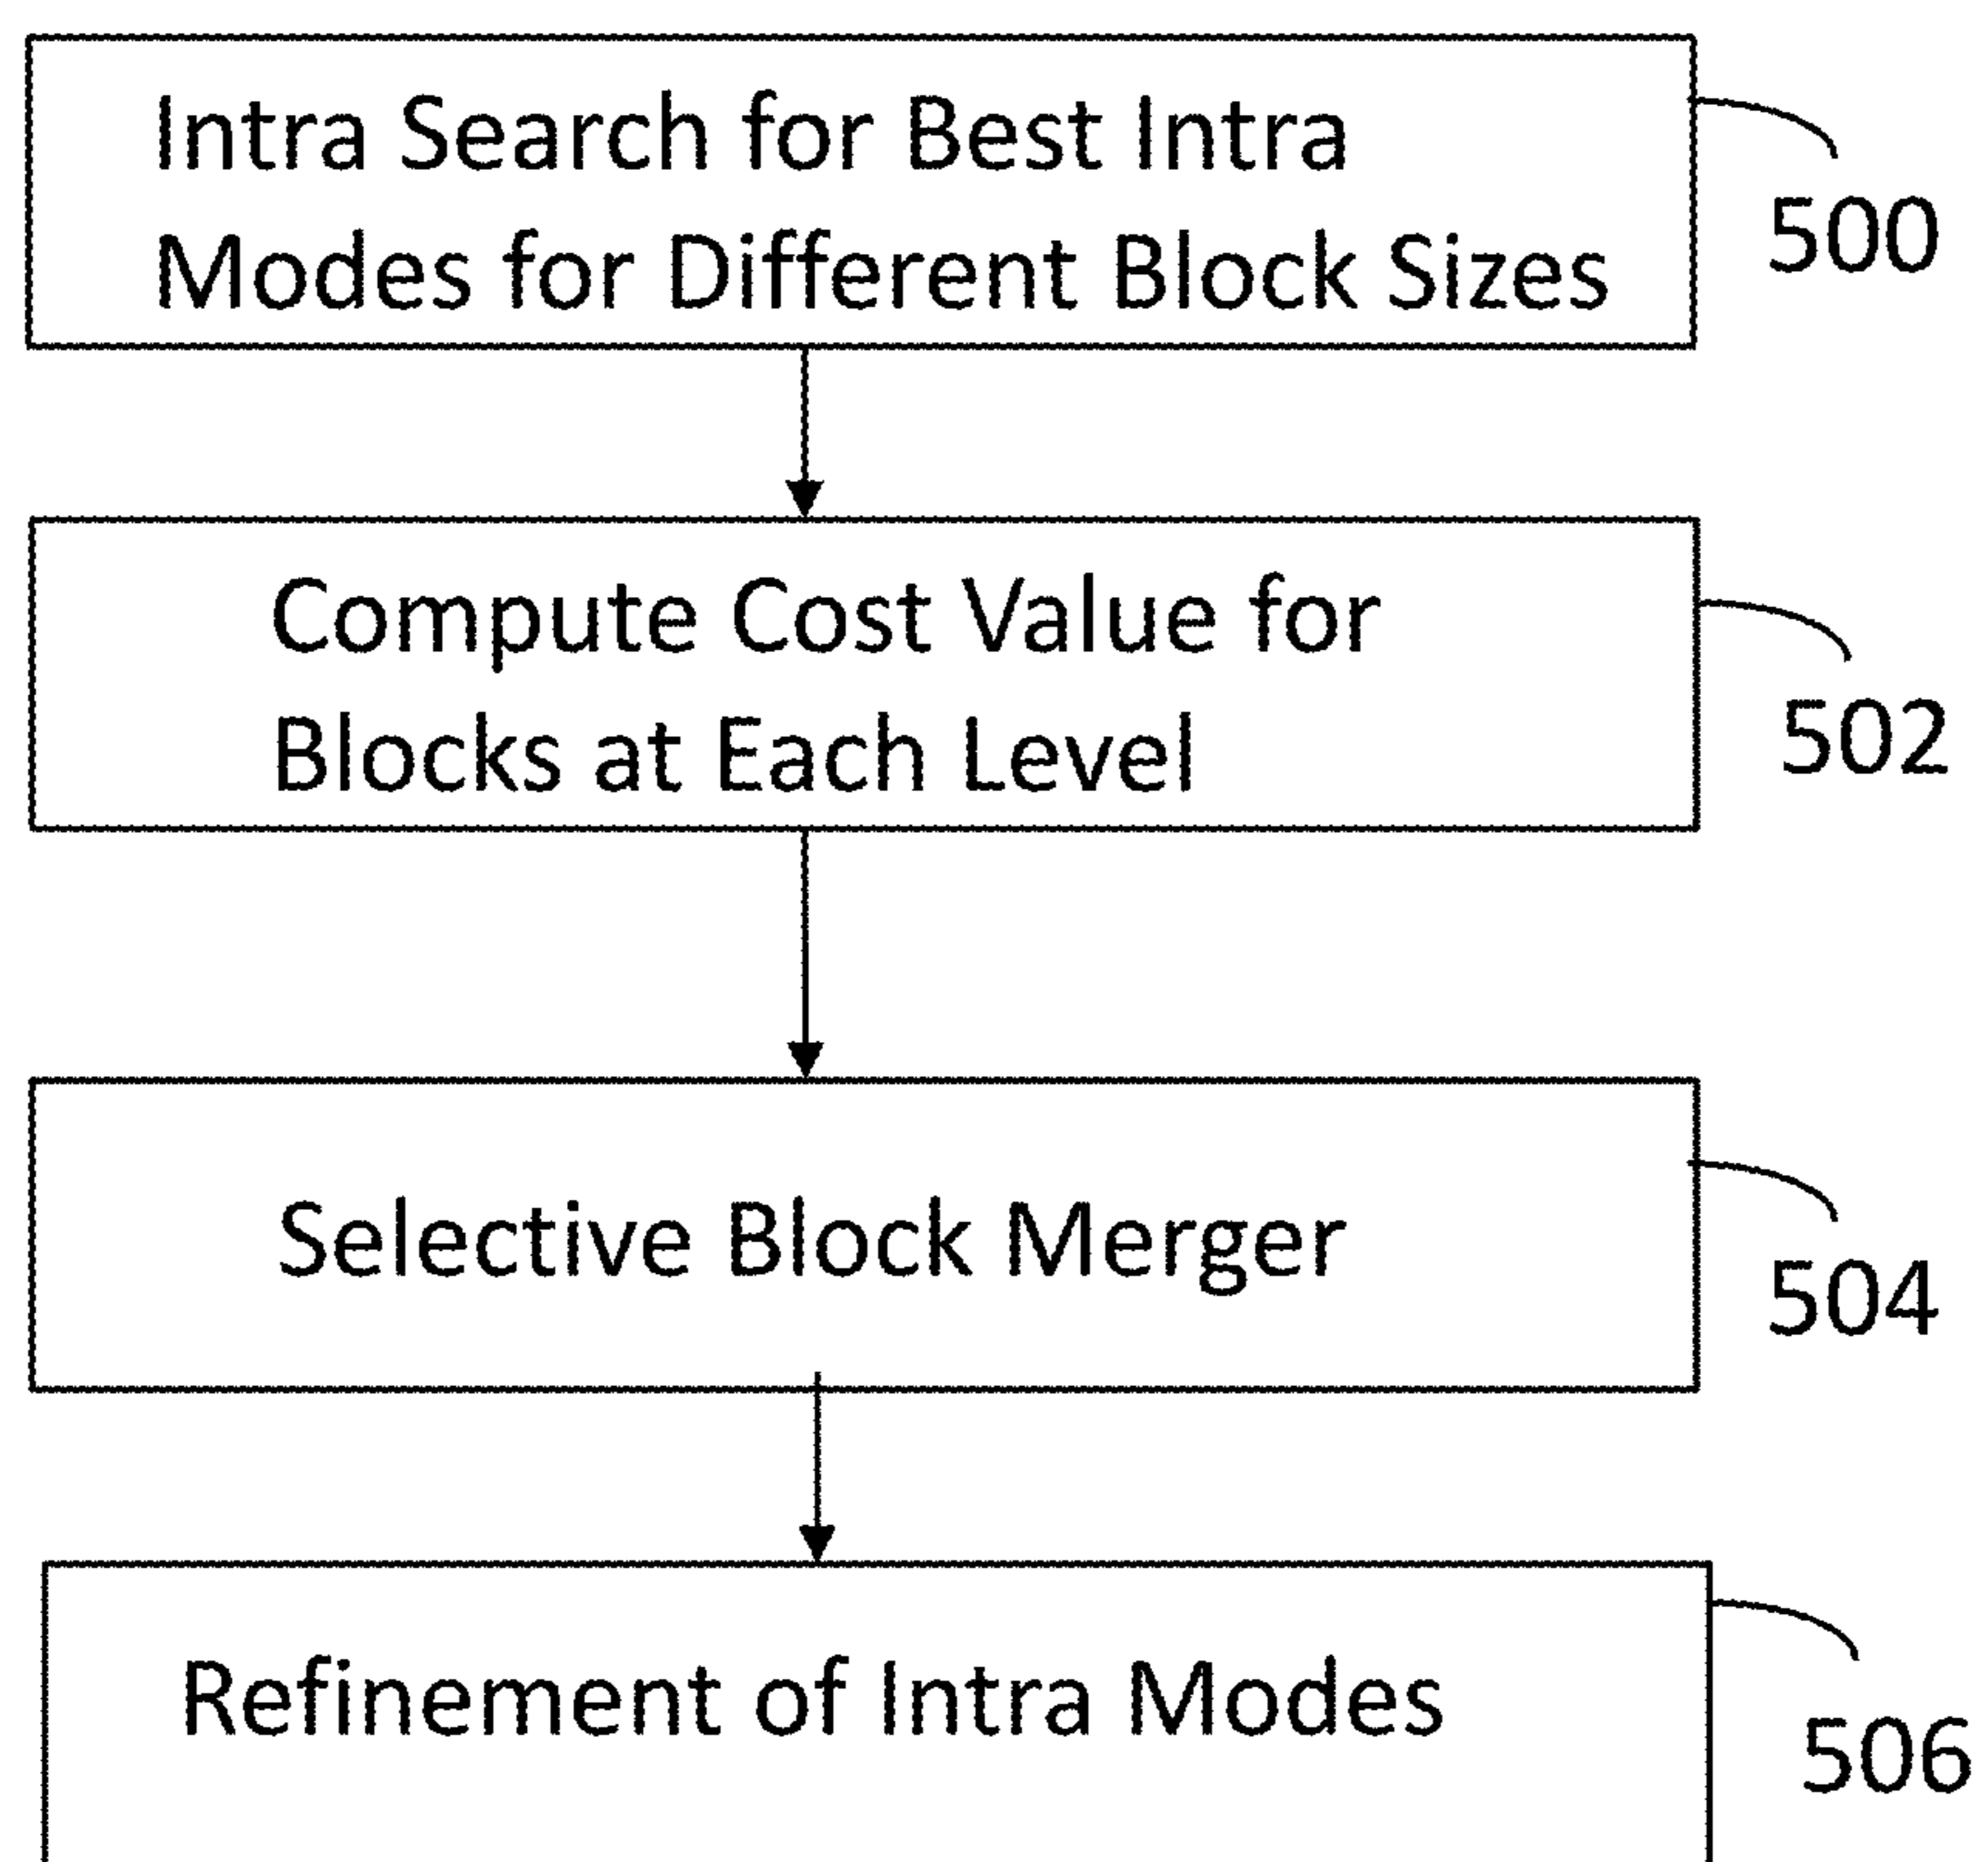 Intra Search for Best Intra
Modes for Different Block Sizes
500
Compute Cost Value for
Blocks at Each Level
502
Selective Block Merger
504
Refinement of Intra Modes
506